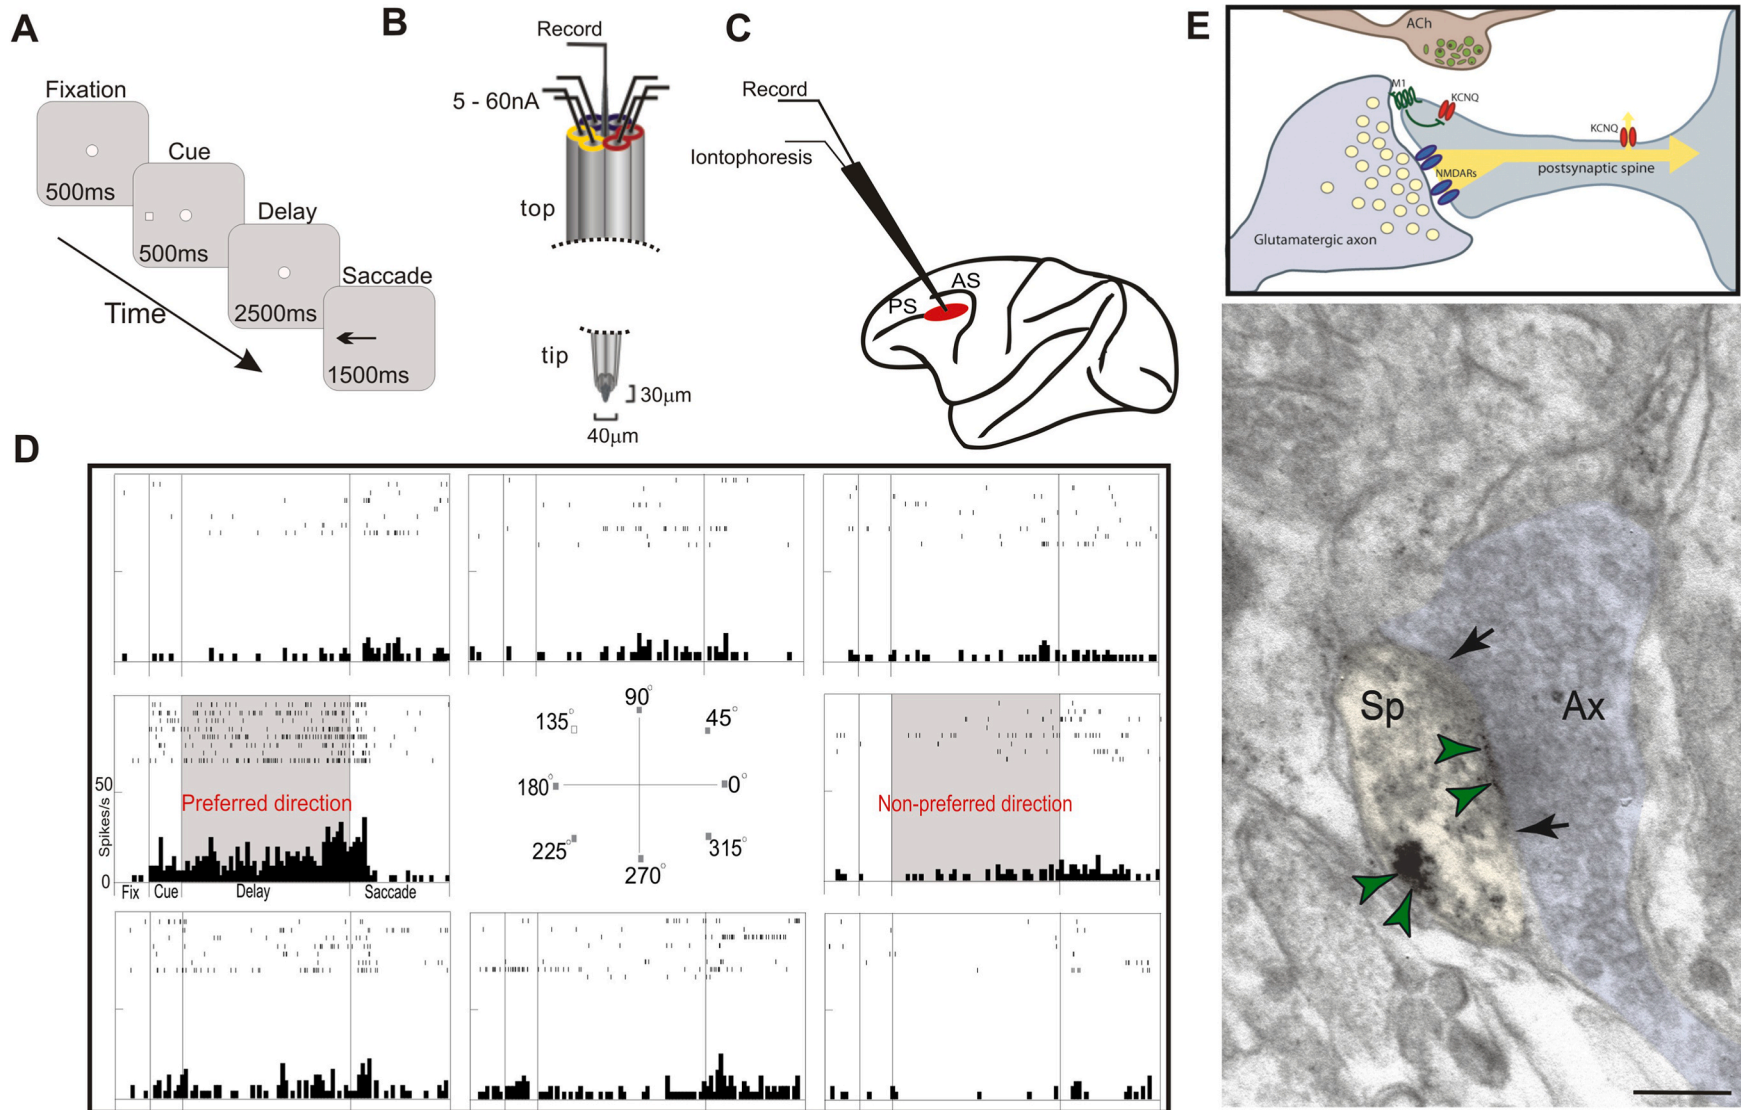 A
Fixation
500ms
Cue
500ms
Delay
2500ms
Saccade
1500ms
Time
B
Record
5 - 60nA
top
tip
30µm
40µm
C
Record
Iontophoresis
PS
AS
D
Preferred direction
50
Spikes/s
0
Fix
Cue
Delay
Saccade
90°
135°
45°
180°
0°
225°
315°
270°
Non-preferred direction
E
ACh
M1
KCNQ
KCNQ
NMDARs
postsynaptic spine
Glutamatergic axon
Sp
Ax